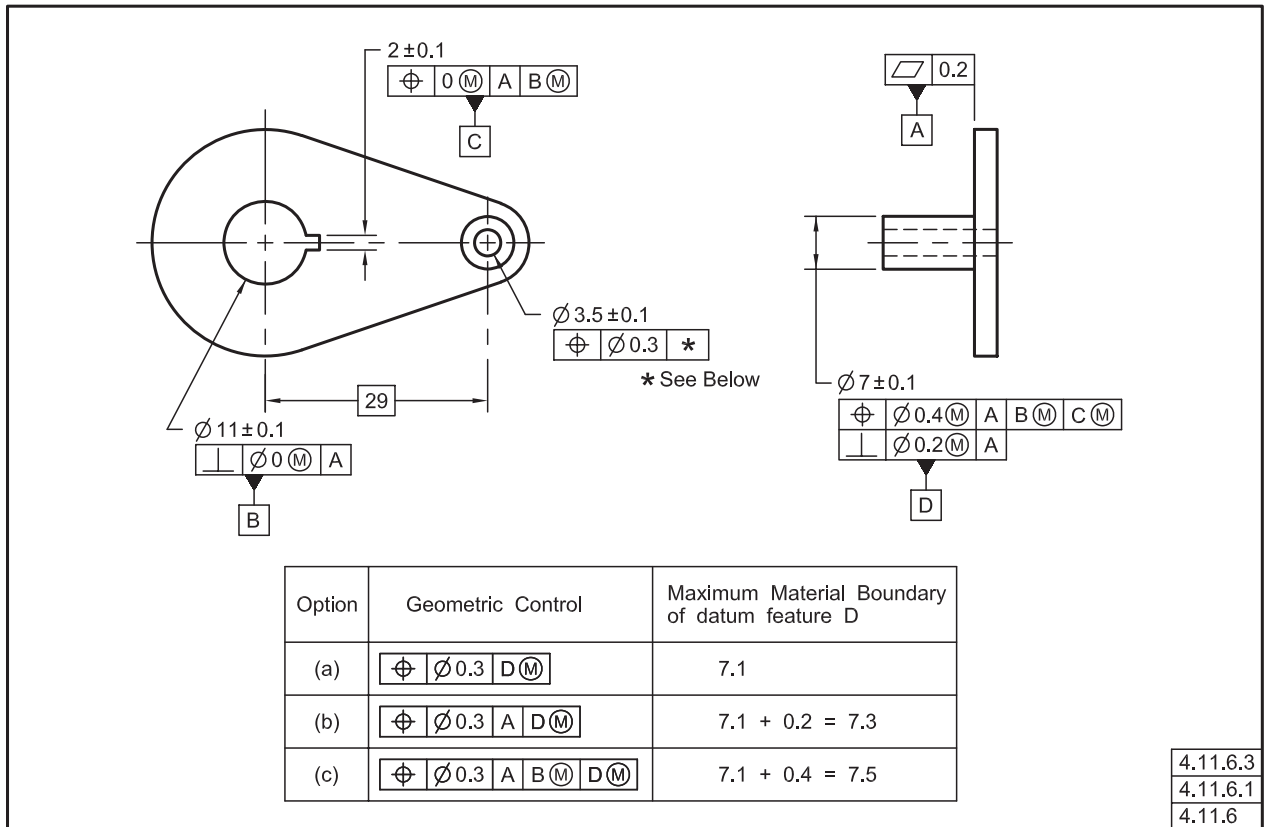 2 ±0.1
⌖ 0 Ⓜ A B Ⓜ
C
⏥ 0.2
A
∅ 3.5 ±0.1
⌖ ∅ 0.3 *
* See Below
29
∅ 11 ±0.1
⟂ ∅ 0 Ⓜ A
B
∅ 7 ±0.1
⌖ ∅ 0.4 Ⓜ A B Ⓜ C Ⓜ
⟂ ∅ 0.2 Ⓜ A
D
Option Geometric Control Maximum Material Boundary
of datum feature D
(a) ⌖ ∅ 0.3 D Ⓜ 7.1
(b) ⌖ ∅ 0.3 A D Ⓜ 7.1 + 0.2 = 7.3
(c) ⌖ ∅ 0.3 A B Ⓜ D Ⓜ 7.1 + 0.4 = 7.5
4.11.6.3
4.11.6.1
4.11.6